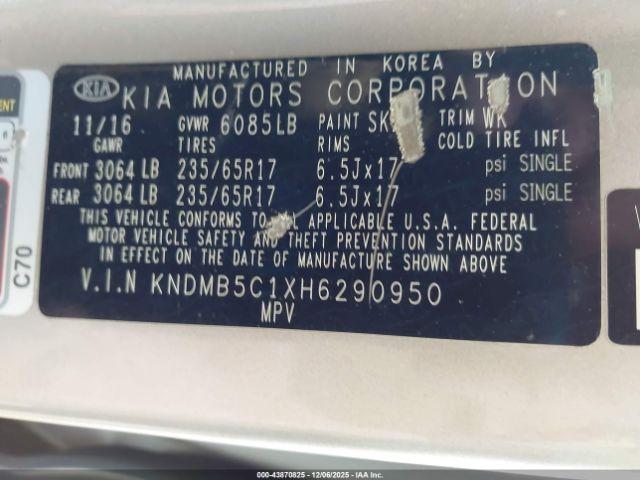 MANUFACTURED IN KOREA BY
KIA KIA MOTORS CORPORATION
11/16 GVWR 6085LB PAINT SK TRIM WK
GAWR TIRES RIMS COLD TIRE INFL
FRONT 3064 LB 235/65R17 6.5Jx17 psi SINGLE
REAR 3064 LB 235/65R17 6.5Jx17 psi SINGLE
THIS VEHICLE CONFORMS TO ALL APPLICABLE U.S.A. FEDERAL
MOTOR VEHICLE SAFETY AND THEFT PREVENTION STANDARDS
IN EFFECT ON THE DATE OF MANUFACTURE SHOWN ABOVE
V.I.N KNDMB5C1XH6290950
MPV
C70
000-43870825 - 12/06/2025 - IAAI.COM